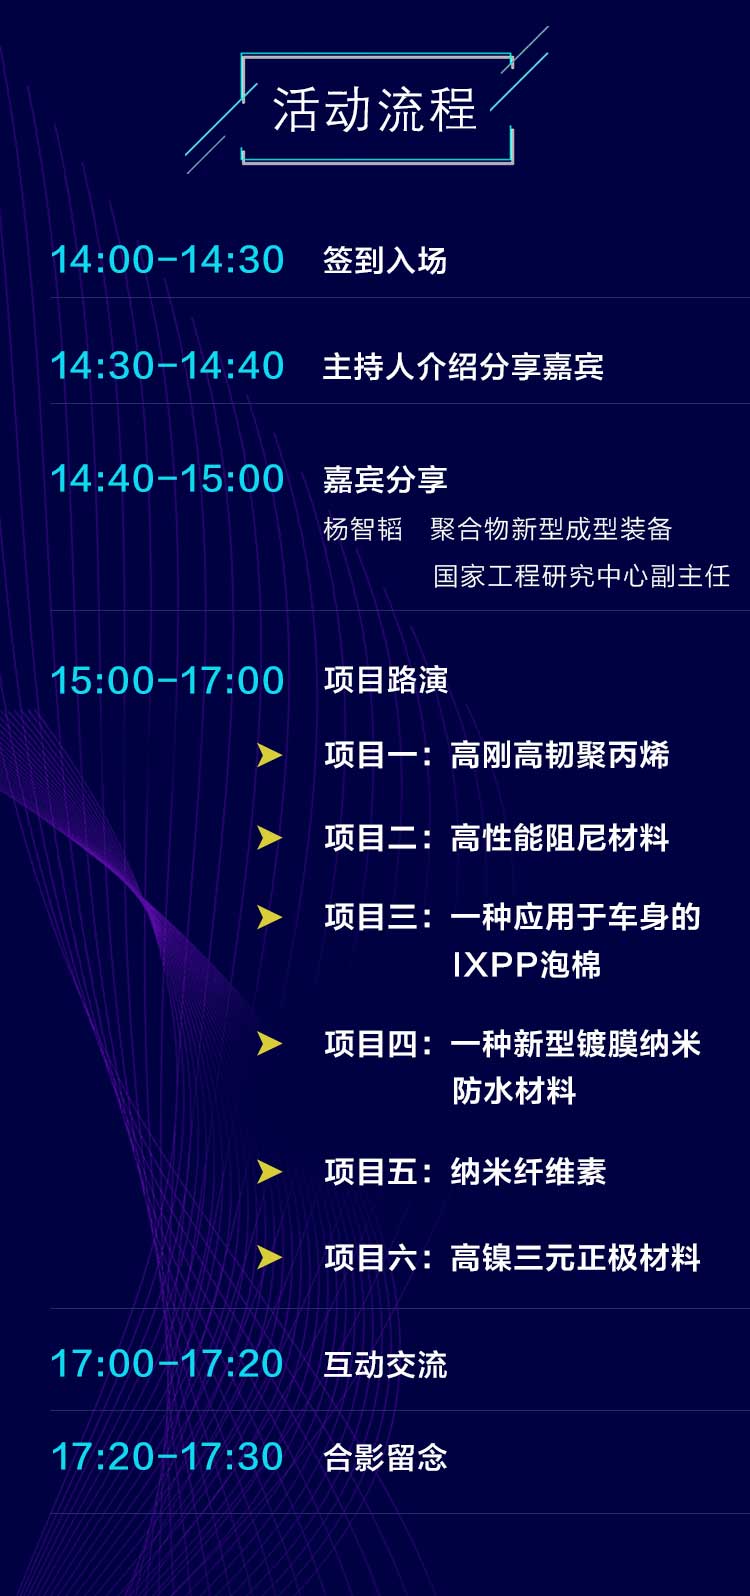 活动流程
14:00-14:30 签到入场
14:30-14:40 主持人介绍分享嘉宾
14:40-15:00 嘉宾分享
杨智韬 聚合物新型成型装备
国家工程研究中心副主任
15:00-17:00 项目路演
项目一：高刚高韧聚丙烯
项目二：高性能阻尼材料
项目三：一种应用于车身的
IXPP泡棉
项目四：一种新型镀膜纳米
防水材料
项目五：纳米纤维素
项目六：高镍三元正极材料
17:00-17:20 互动交流
17:20-17:30 合影留念